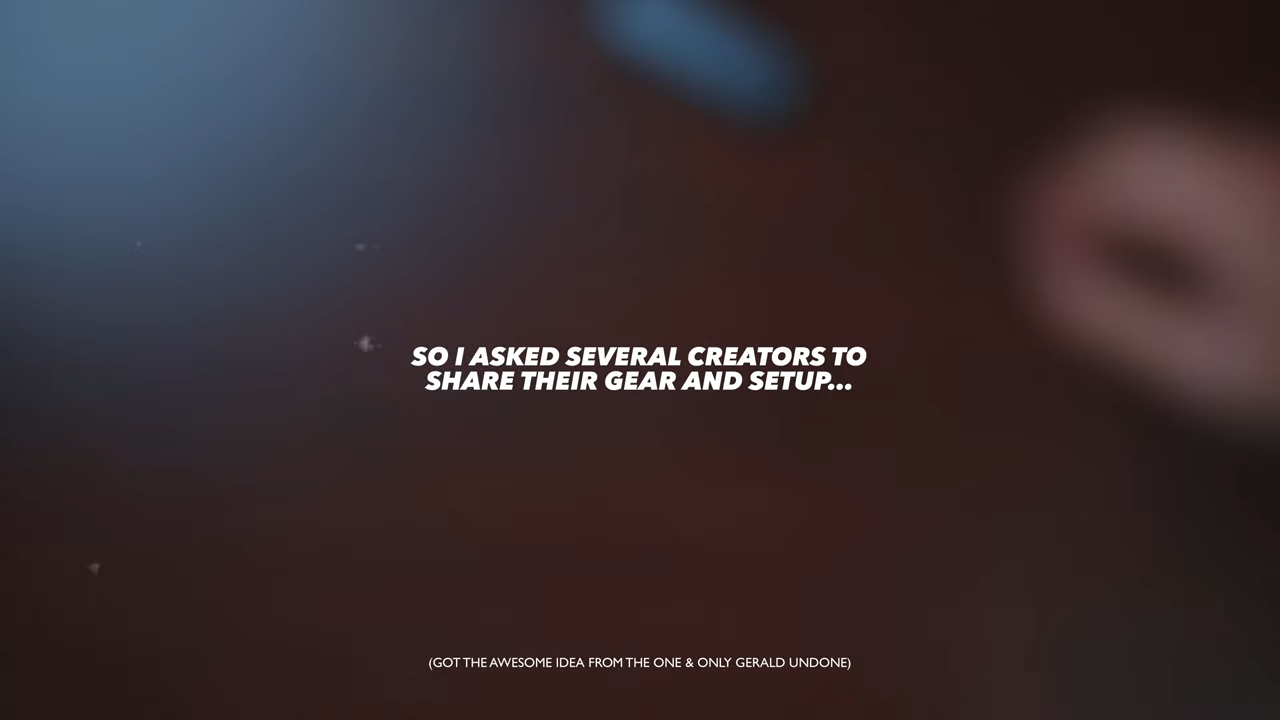 SO I ASKED SEVERAL CREATORS TO
SHARE THEIR GEAR AND SETUP...
(GOT THE AWESOME IDEA FROM THE ONE & ONLY GERALD UNDONE)